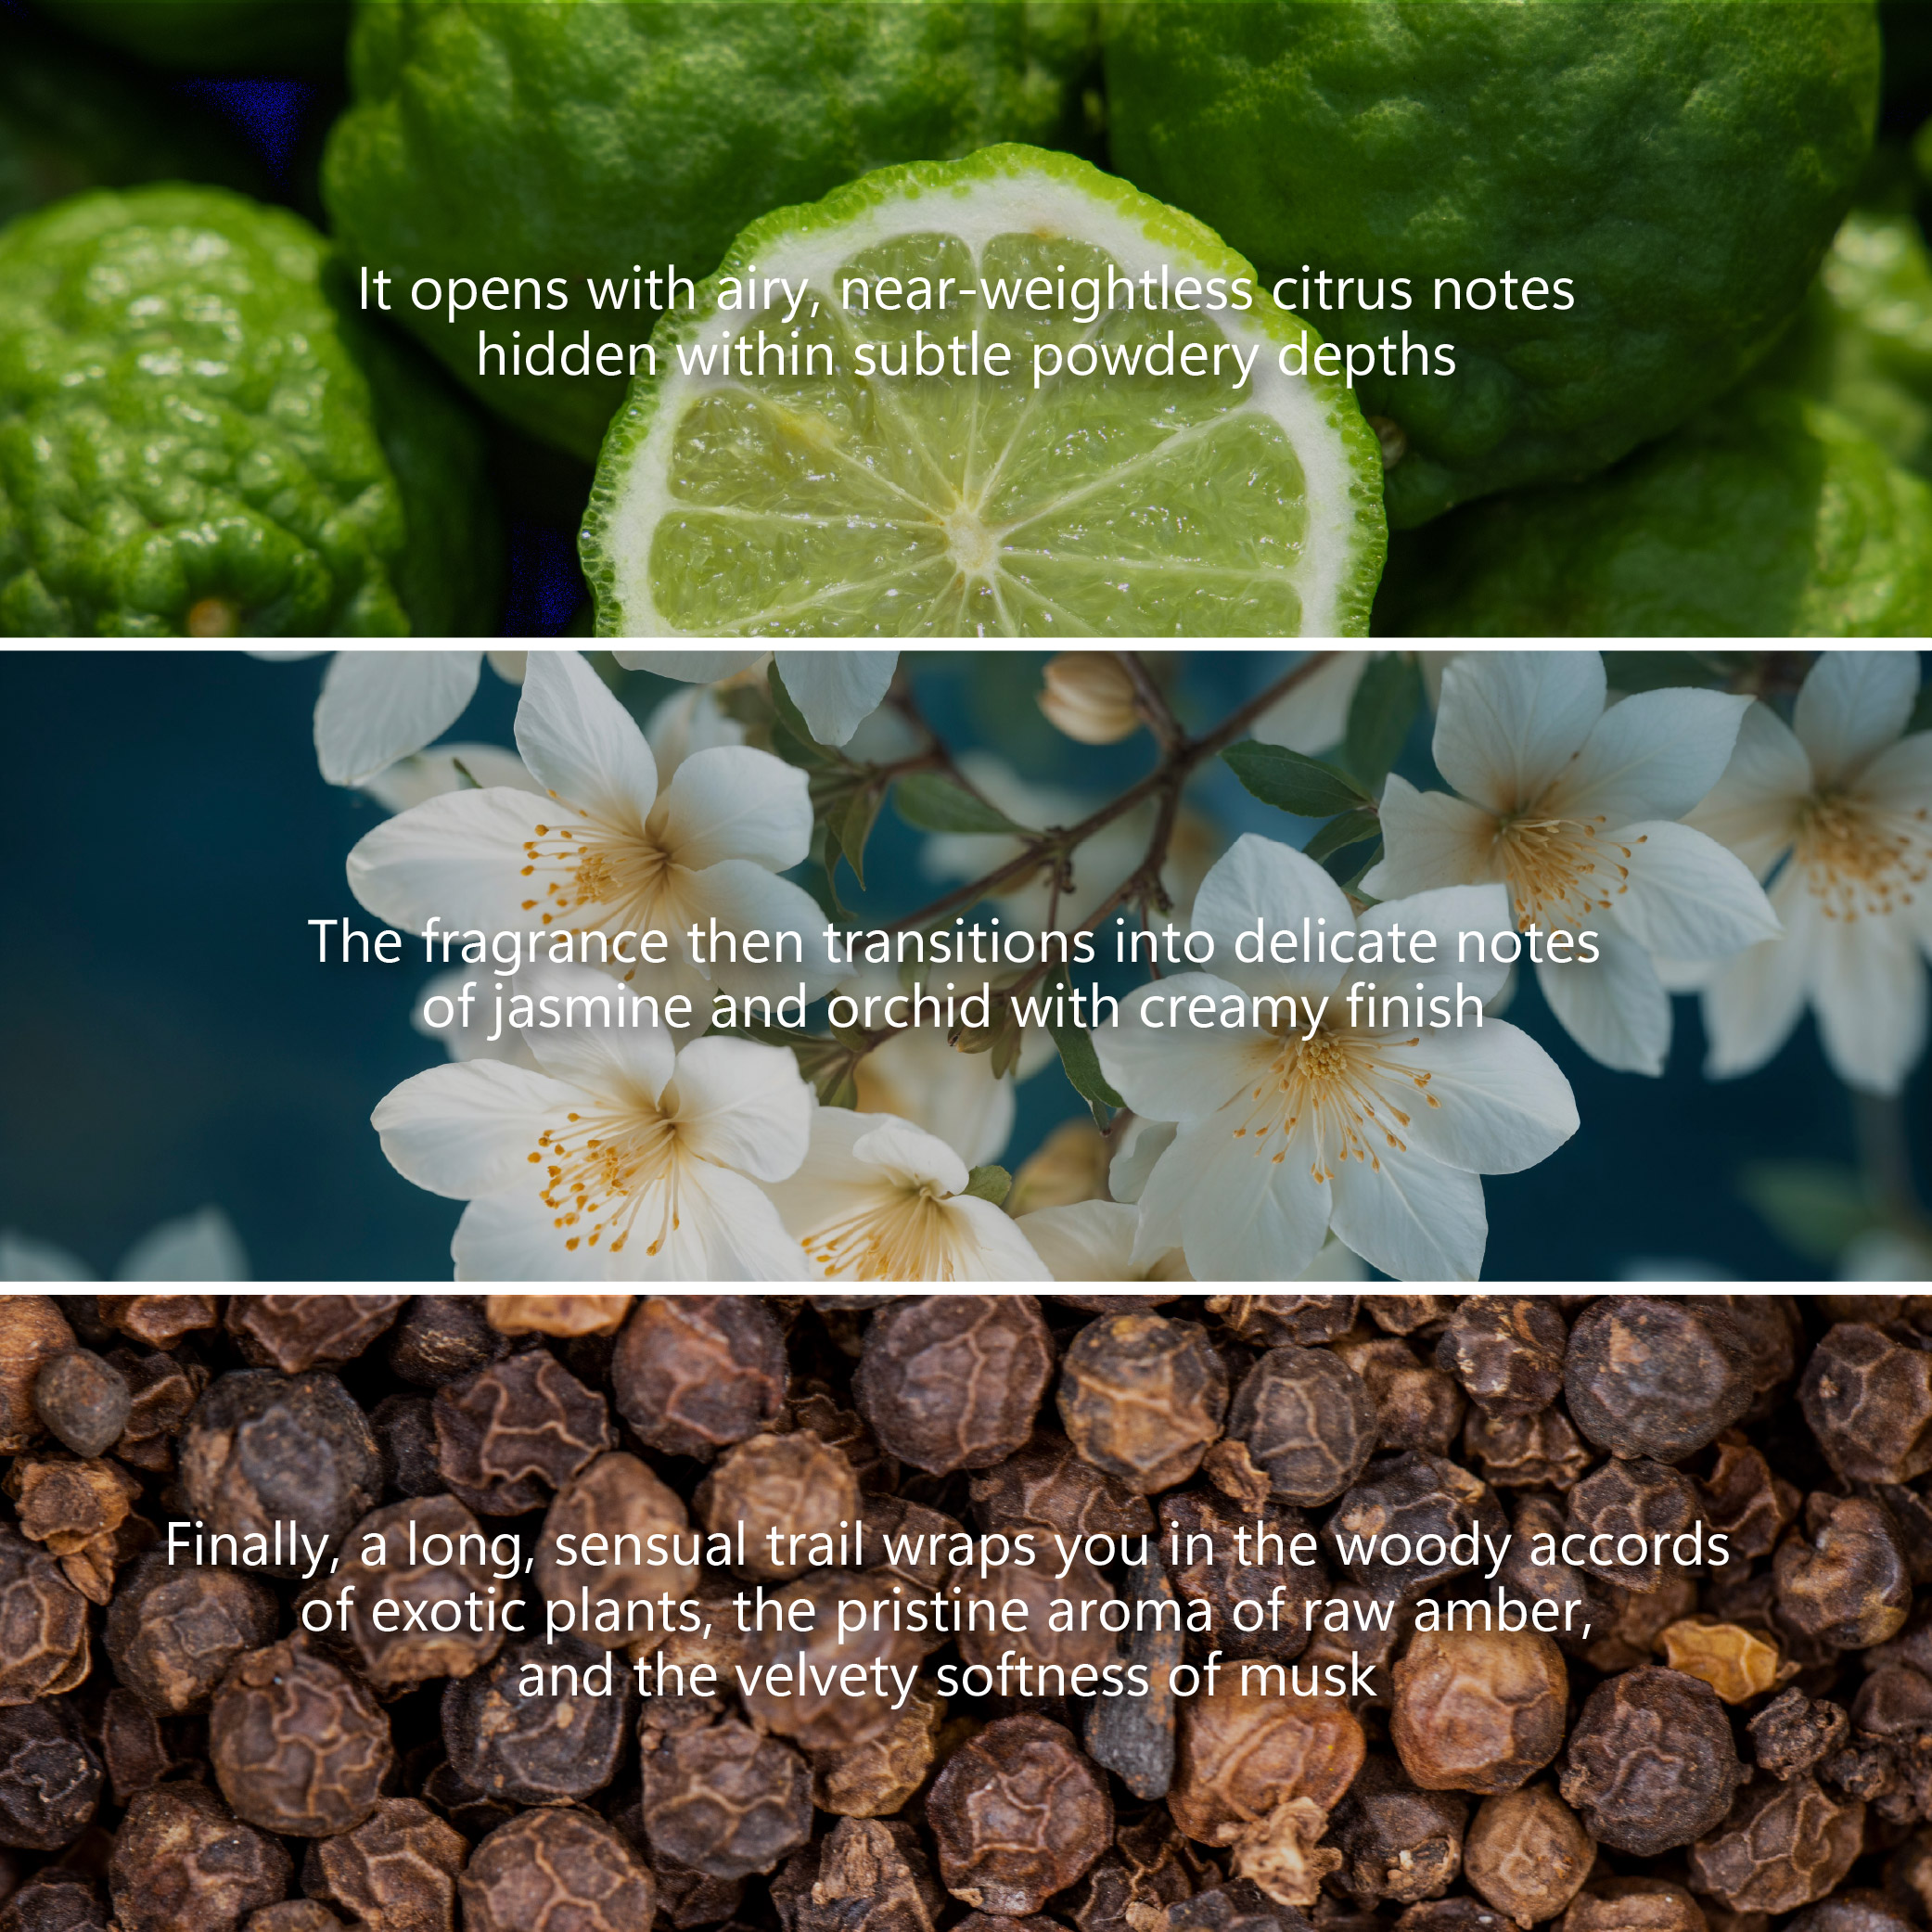 It opens with airy, near-weightless citrus notes
hidden within subtle powdery depths
The fragrance then transitions into delicate notes
of jasmine and orchid with creamy finish
Finally, a long, sensual trail wraps you in the woody accords
of exotic plants, the pristine aroma of raw amber,
and the velvety softness of musk